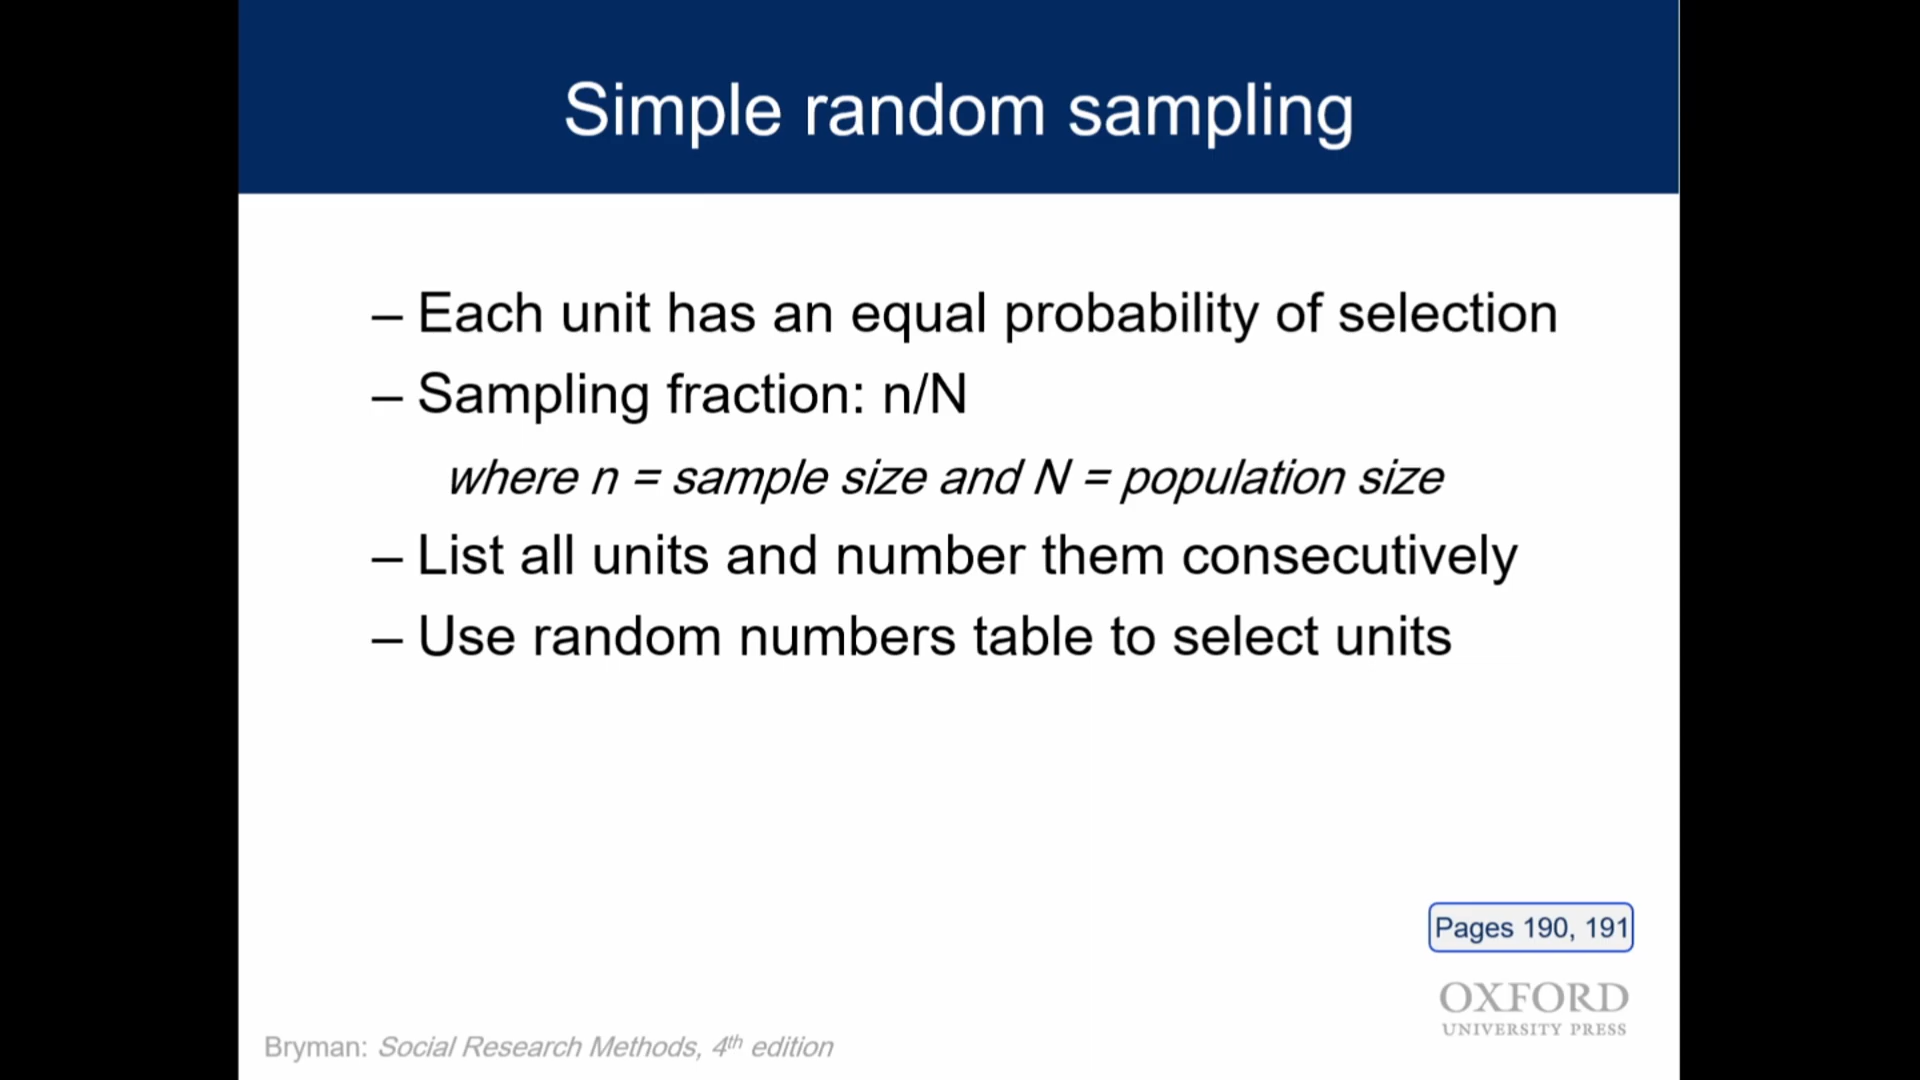 Simple random sampling
– Each unit has an equal probability of selection
– Sampling fraction: n/N
where n = sample size and N = population size
– List all units and number them consecutively
– Use random numbers table to select units
Pages 190, 191
OXFORD
UNIVERSITY PRESS
Bryman: Social Research Methods, 4th edition